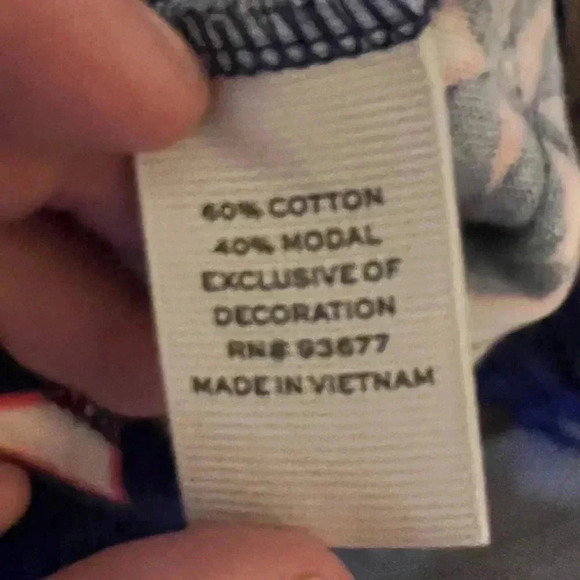 60% COTTON
40% MODAL
EXCLUSIVE OF
DECORATION
RN# 93677
MADE IN VIETNAM